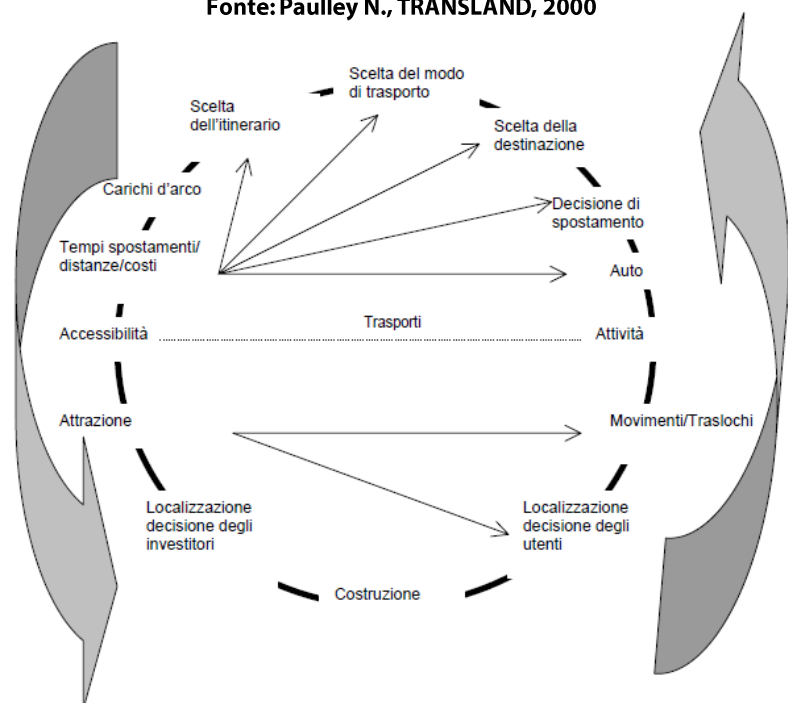 Fonte: Paulley N., TRANSLAND, 2000
Scelta del modo
di trasporto
Scelta
dell'itinerario
Scelta della
destinazione
Carichi d'arco
Decisione di
spostamento
Tempi spostamenti/
distanze/costi
Auto
Trasporti
Accessibilità
Attività
Attrazione
Movimenti/Traslochi
Localizzazione
decisione degli
investitori
Localizzazione
decisione degli
utenti
Costruzione